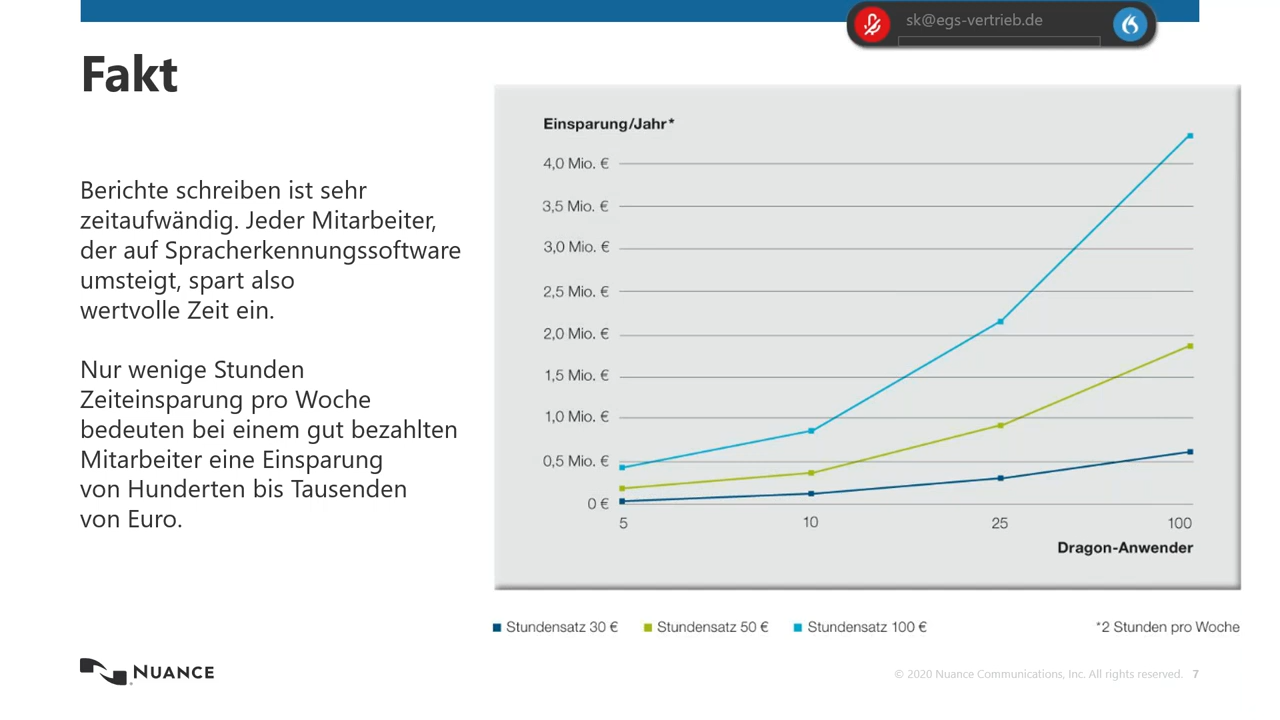 sk@egs-vertrieb.de
Fakt
Berichte schreiben ist sehr
zeitaufwändig. Jeder Mitarbeiter,
der auf Spracherkennungssoftware
umsteigt, spart also
wertvolle Zeit ein.
Nur wenige Stunden
Zeiteinsparung pro Woche
bedeuten bei einem gut bezahlten
Mitarbeiter eine Einsparung
von Hunderten bis Tausenden
von Euro.
Einsparung/Jahr*
4,0 Mio. €
3,5 Mio. €
3,0 Mio. €
2,5 Mio. €
2,0 Mio. €
1,5 Mio. €
1,0 Mio. €
0,5 Mio. €
0 €
5 10 25 100
Dragon-Anwender
Stundensatz 30 € Stundensatz 50 € Stundensatz 100 € *2 Stunden pro Woche
NUANCE
© 2020 Nuance Communications, Inc. All rights reserved. 7